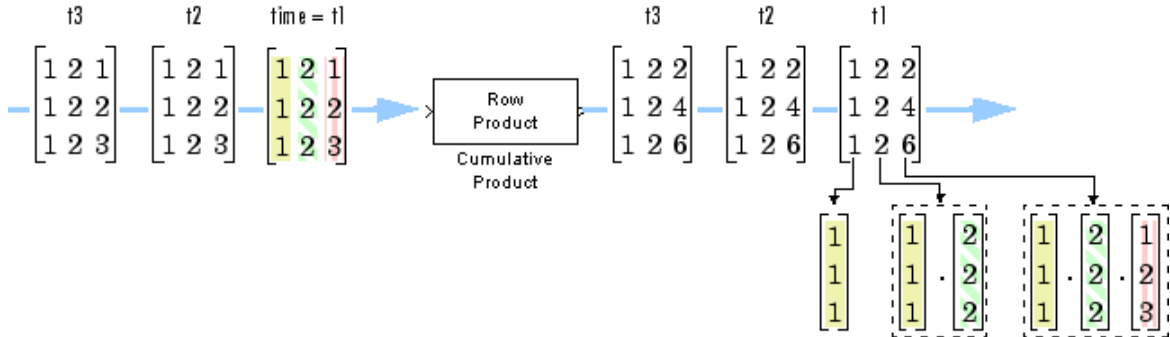 t3 t2 time = t1 t3 t2 t1
1 2 1 1 2 1 1 2 1 1 2 2 1 2 2 1 2 2
1 2 2 1 2 2 1 2 2 Row 1 2 4 1 2 4 1 2 4
Product
1 2 3 1 2 3 1 2 3 1 2 6 1 2 6 1 2 6
Cumulative
Product
1 1 2 1 2 1
1 1 · 2 1 · 2 · 2
1 1 2 1 2 3